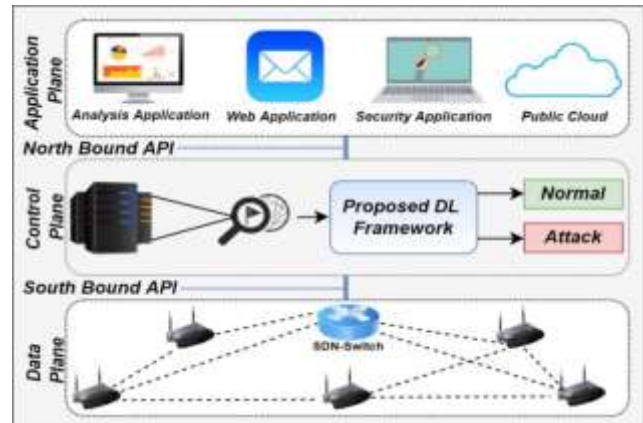 Application
Plane
Analysis Application
Web Application
Security Application
Public Cloud
North Bound API
Control
Plane
Proposed DL
Framework
Normal
Attack
South Bound API
Data
Plane
SDN-Switch